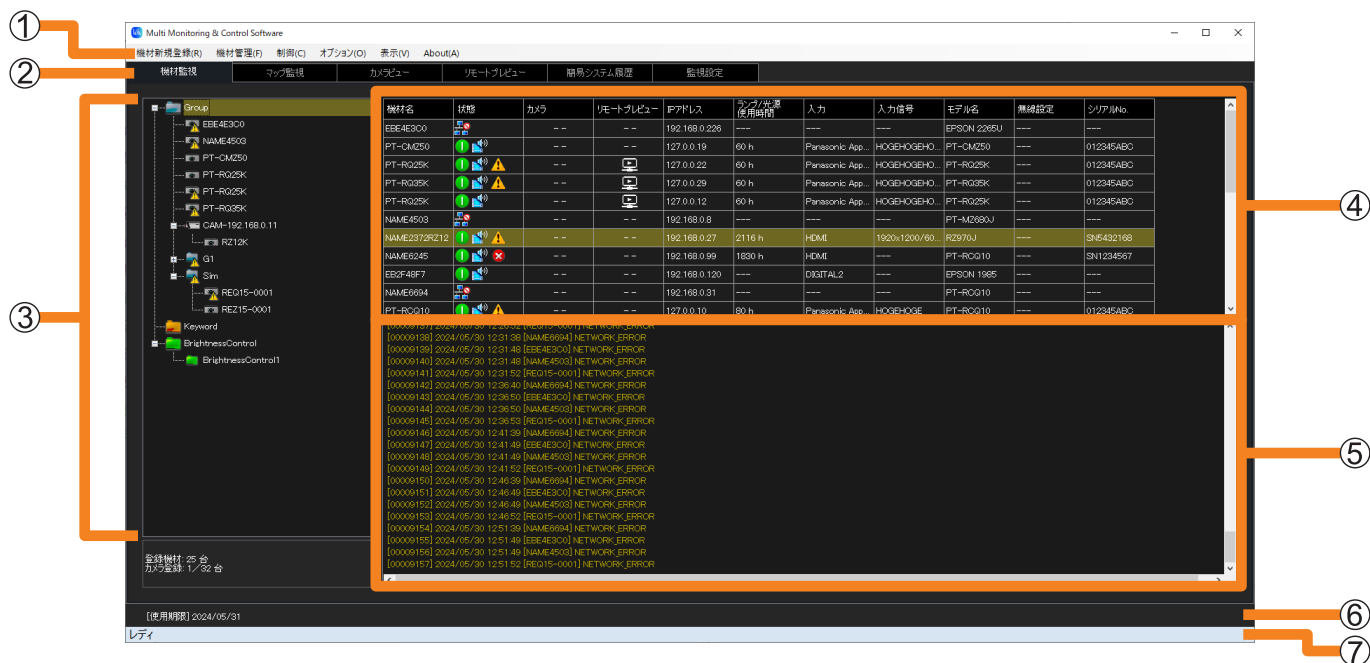 ①
Multi Monitoring & Control Software
機材新規登録(R) 機材管理(F) 制御(C) オプション(O) 表示(V) About(A)
②
機材監視 マップ監視 カメラビュー リモートプレビュー 簡易システム履歴 監視設定
③
Group
EBE4E3C0
NAME4503
PT-CMZ50
PT-RQ25K
PT-RQ25K
PT-RQ35K
CAM-192.168.0.11
RZ12K
G1
Sim
REQ15-0001
REZ15-0001
Keyword
BrightnessControl
BrightnessControl1
登録機材: 25 台
カメラ登録: 1/32 台
機材名 状態 カメラ リモートプレビュー IPアドレス ランプ/光源使用時間 入力 入力信号 モデル名 無線設定 シリアルNo.
EBE4E3C0 -- -- 192.168.0.226 --- --- --- EPSON 2265U --- ---
PT-CMZ50 -- -- 127.0.0.19 60 h Panasonic App... HOGEHOGEHO... PT-CMZ50 --- 012345ABC
PT-RQ25K -- 127.0.0.22 60 h Panasonic App... HOGEHOGEHO... PT-RQ25K --- 012345ABC
PT-RQ35K -- 127.0.0.29 60 h Panasonic App... HOGEHOGEHO... PT-RQ35K --- 012345ABC
PT-RQ25K -- 127.0.0.12 60 h Panasonic App... HOGEHOGEHO... PT-RQ25K --- 012345ABC
NAME4503 -- -- 192.168.0.8 --- --- --- PT-MZ680J --- ---
NAME2372RZ12 -- -- 192.168.0.27 2116 h HDMI 1920x1200/60... RZ970J --- SN5432168
NAME6245 -- -- 192.168.0.99 1830 h HDMI --- PT-RCQ10 --- SN1234567
EB2F48F7 -- -- 192.168.0.120 --- DIGITAL2 --- EPSON 1985 --- ---
NAME6694 -- -- 192.168.0.31 --- --- --- PT-RCQ10 --- ---
PT-RCQ10 -- -- 127.0.0.10 80 h Panasonic App... HOGEHOGE PT-RCQ10 --- 012345ABC
④
[00009137] 2024/05/30 12:26:52 [REQ15-0001] NETWORK_ERROR
[00009138] 2024/05/30 12:31:38 [NAME6694] NETWORK_ERROR
[00009139] 2024/05/30 12:31:48 [EBE4E3C0] NETWORK_ERROR
[00009140] 2024/05/30 12:31:48 [NAME4503] NETWORK_ERROR
[00009141] 2024/05/30 12:31:52 [REQ15-0001] NETWORK_ERROR
[00009142] 2024/05/30 12:36:40 [NAME6694] NETWORK_ERROR
[00009143] 2024/05/30 12:36:50 [EBE4E3C0] NETWORK_ERROR
[00009144] 2024/05/30 12:36:50 [NAME4503] NETWORK_ERROR
[00009145] 2024/05/30 12:36:53 [REQ15-0001] NETWORK_ERROR
[00009146] 2024/05/30 12:41:39 [NAME6694] NETWORK_ERROR
[00009147] 2024/05/30 12:41:49 [EBE4E3C0] NETWORK_ERROR
[00009148] 2024/05/30 12:41:49 [NAME4503] NETWORK_ERROR
[00009149] 2024/05/30 12:41:52 [REQ15-0001] NETWORK_ERROR
[00009150] 2024/05/30 12:46:39 [NAME6694] NETWORK_ERROR
[00009151] 2024/05/30 12:46:49 [EBE4E3C0] NETWORK_ERROR
[00009152] 2024/05/30 12:46:49 [NAME4503] NETWORK_ERROR
[00009153] 2024/05/30 12:46:52 [REQ15-0001] NETWORK_ERROR
[00009154] 2024/05/30 12:51:39 [NAME6694] NETWORK_ERROR
[00009155] 2024/05/30 12:51:49 [EBE4E3C0] NETWORK_ERROR
[00009156] 2024/05/30 12:51:49 [NAME4503] NETWORK_ERROR
[00009157] 2024/05/30 12:51:52 [REQ15-0001] NETWORK_ERROR
⑤
[使用期限] 2024/05/31
⑥
レディ
⑦